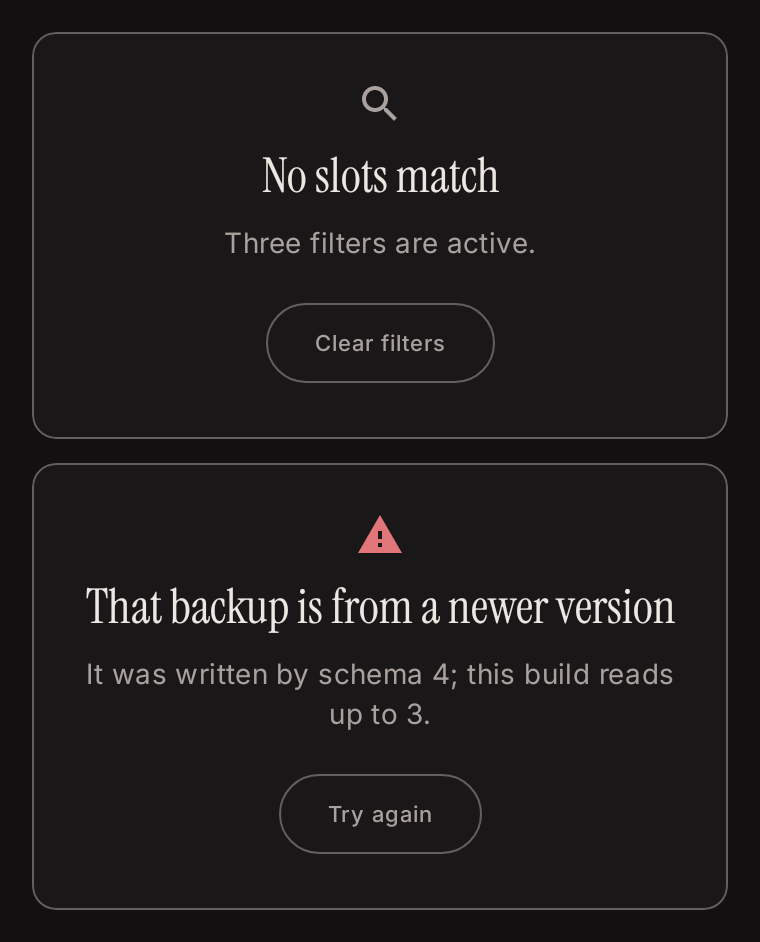 No slots match
Three filters are active.
Clear filters
That backup is from a newer version
It was written by schema 4; this build reads
up to 3.
Try again